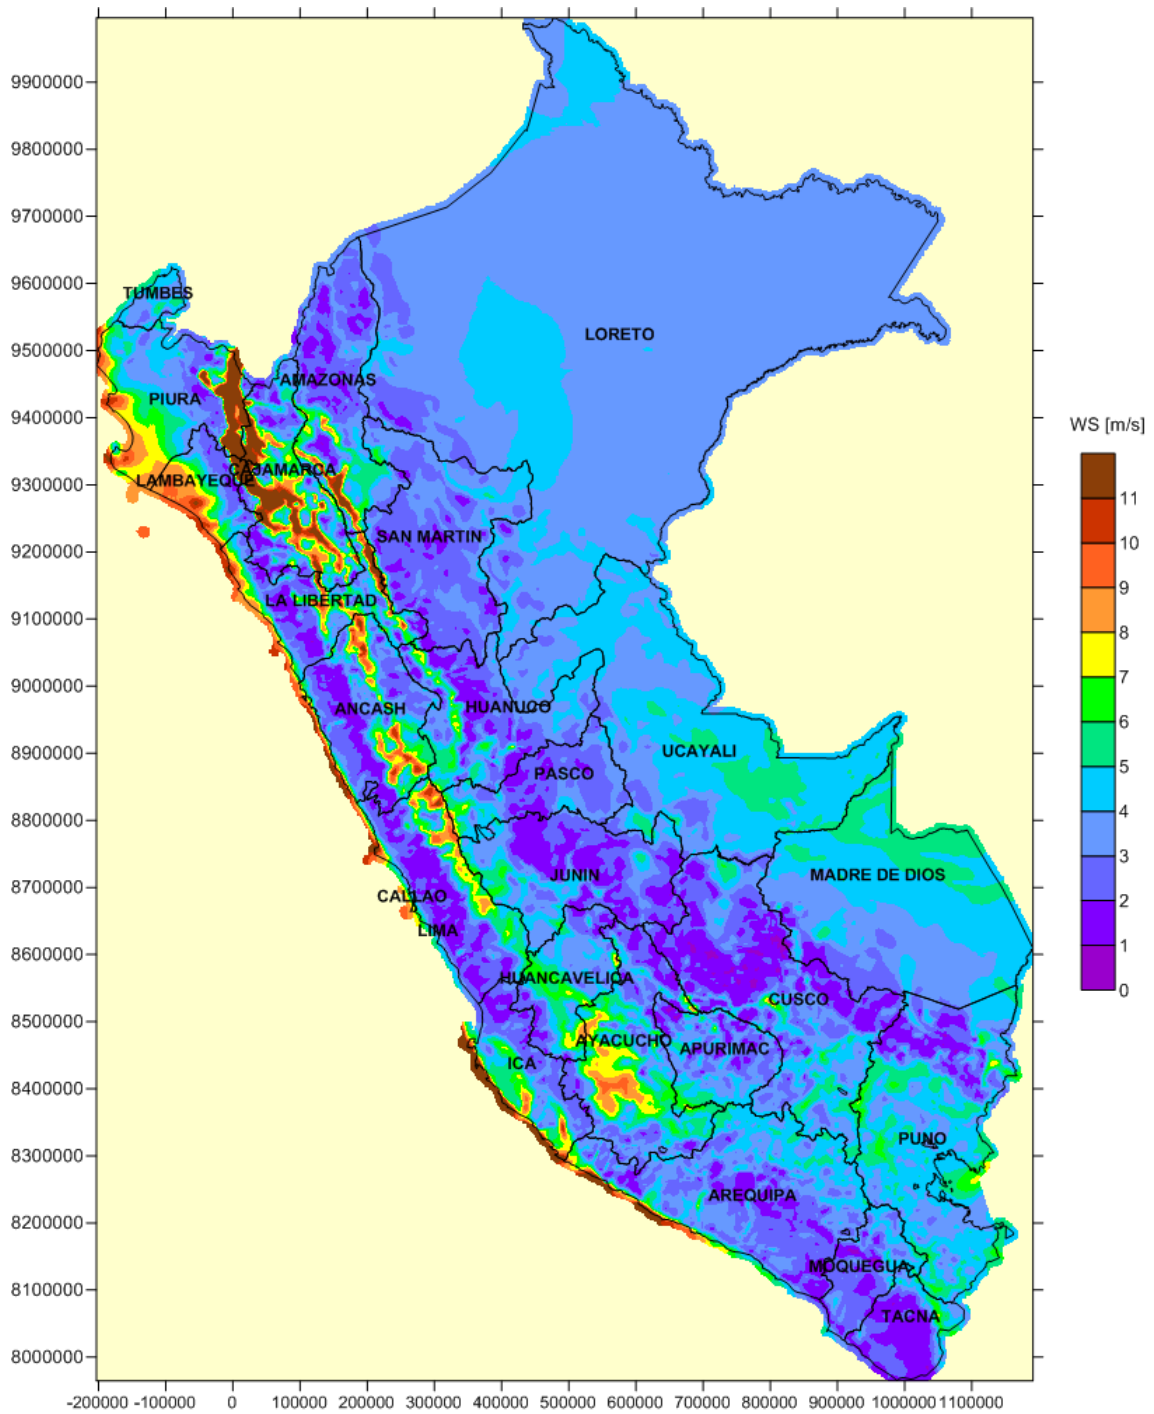 9900000
9800000
9700000
9600000
9500000
9400000
9300000
9200000
9100000
9000000
8900000
8800000
8700000
8600000
8500000
8400000
8300000
8200000
8100000
8000000
TUMBES
LORETO
AMAZONAS
PIURA
CAJAMARCA
LAMBAYEQUE
SAN MARTIN
LA LIBERTAD
ANCASH
HUANUCO
UCAYALI
PASCO
JUNIN
MADRE DE DIOS
CALLAO
LIMA
HUANCAVELICA
CUSCO
AYACUCHO
APURIMAC
ICA
PUNO
AREQUIPA
MOQUEGUA
TACNA
WS [m/s]
11
10
9
8
7
6
5
4
3
2
1
0
-200000 -100000 0 100000 200000 300000 400000 500000 600000 700000 800000 900000 1000000 1100000